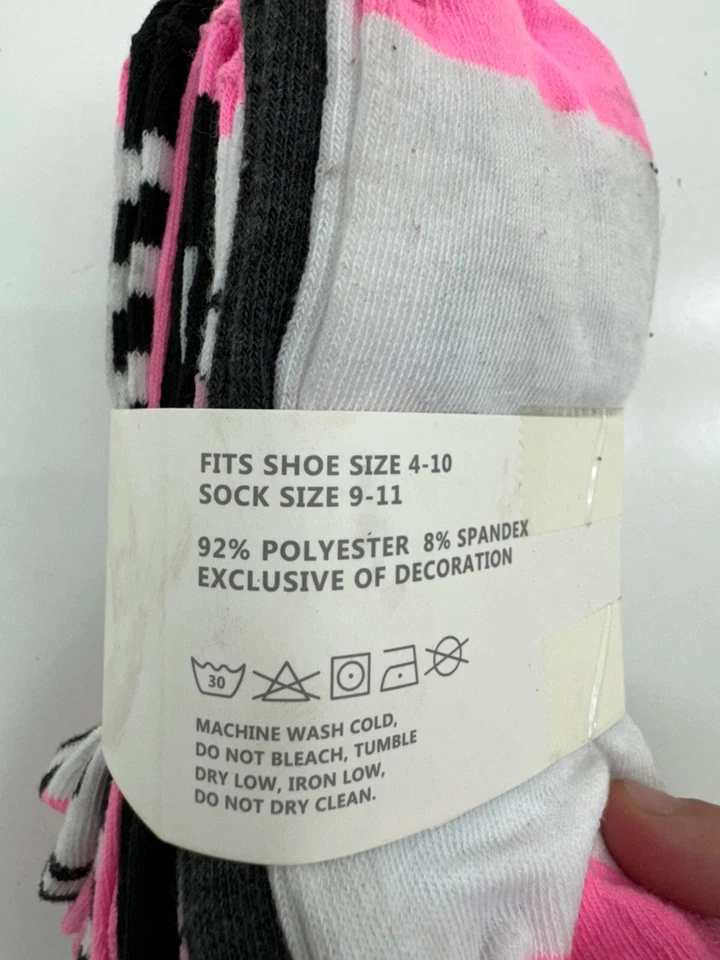 FITS SHOE SIZE 4-10
SOCK SIZE 9-11
92% POLYESTER 8% SPANDEX
EXCLUSIVE OF DECORATION
30
MACHINE WASH COLD,
DO NOT BLEACH, TUMBLE
DRY LOW, IRON LOW,
DO NOT DRY CLEAN.